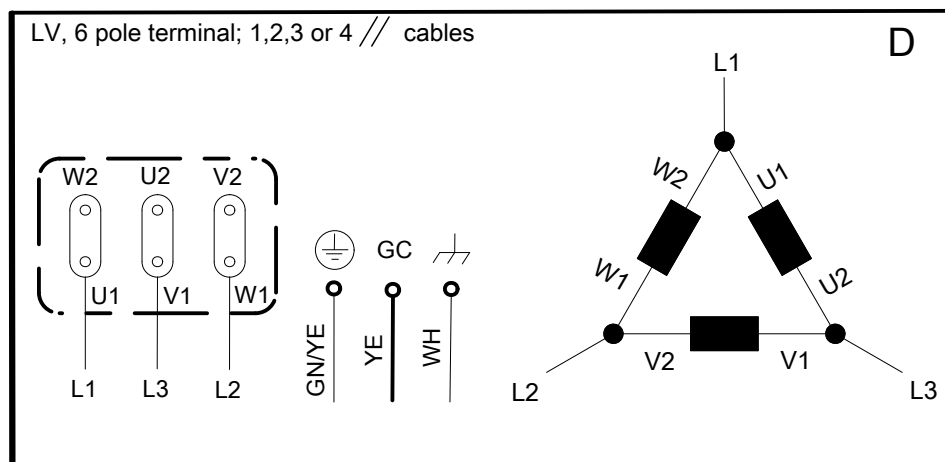 LV, 6 pole terminal; 1,2,3 or 4 // cables
D
L1
W2 U2 V2
U1 V1 W1
L1 L3 L2
GC
GN/YE
YE
WH
W2 U1
W1 U2
V2 V1
L2 L3